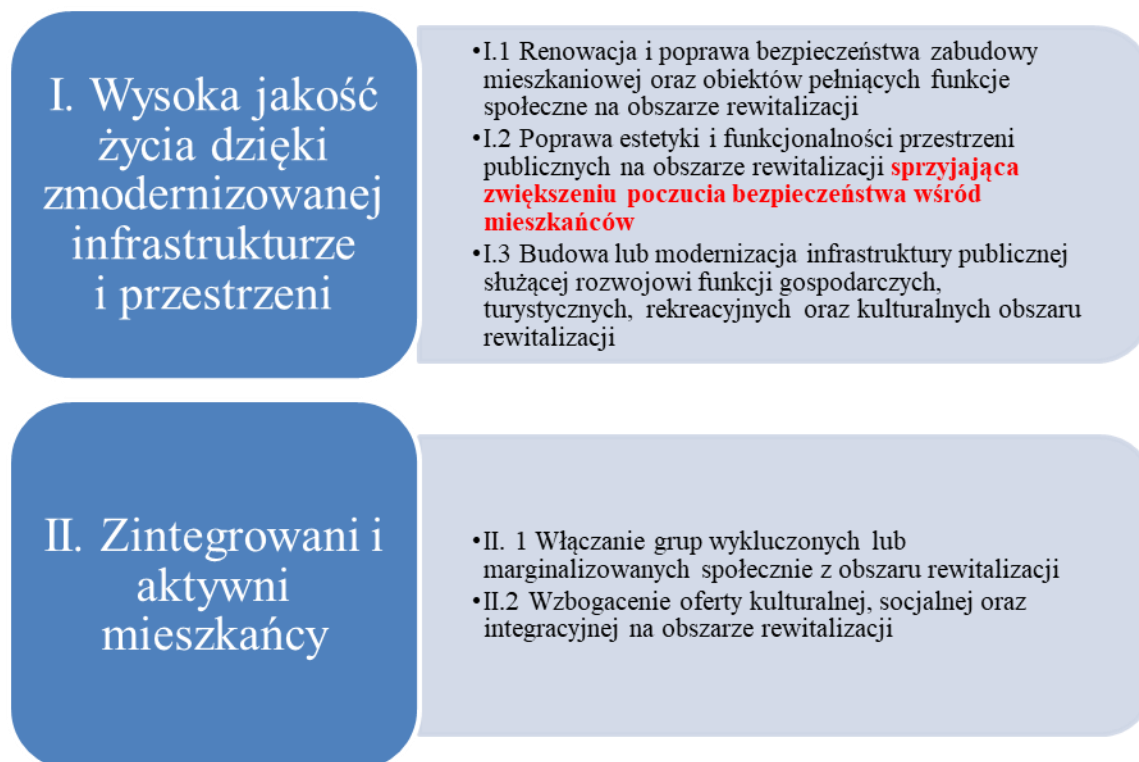 I. Wysoka jakość
życia dzięki
zmodernizowanej
infrastrukturze
i przestrzeni
•I.1 Renowacja i poprawa bezpieczeństwa zabudowy
mieszkaniowej oraz obiektów pełniących funkcje
społeczne na obszarze rewitalizacji
•I.2 Poprawa estetyki i funkcjonalności przestrzeni
publicznych na obszarze rewitalizacji sprzyjająca
zwiększeniu poczucia bezpieczeństwa wśród
mieszkańców
•I.3 Budowa lub modernizacja infrastruktury publicznej
służącej rozwojowi funkcji gospodarczych,
turystycznych, rekreacyjnych oraz kulturalnych obszaru
rewitalizacji
II. Zintegrowani i
aktywni
mieszkańcy
•II. 1 Włączanie grup wykluczonych lub
marginalizowanych społecznie z obszaru rewitalizacji
•II.2 Wzbogacenie oferty kulturalnej, socjalnej oraz
integracyjnej na obszarze rewitalizacji